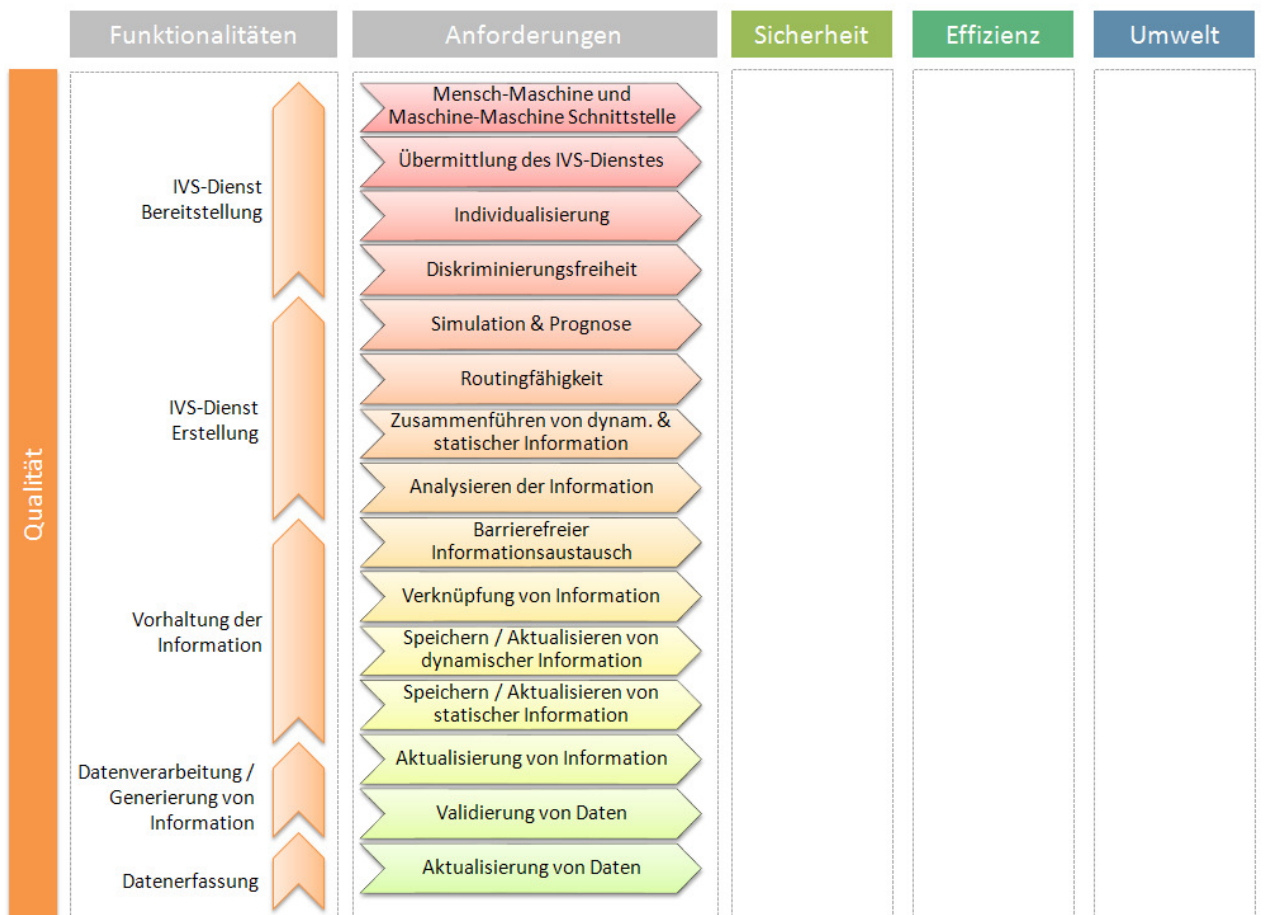 Funktionalitäten
Anforderungen
Sicherheit
Effizienz
Umwelt
Qualität
IVS-Dienst
Bereitstellung
IVS-Dienst
Erstellung
Vorhaltung der
Information
Datenverarbeitung /
Generierung von
Information
Datenerfassung
Mensch-Maschine und
Maschine-Maschine Schnittstelle
Übermittlung des IVS-Dienstes
Individualisierung
Diskriminierungsfreiheit
Simulation & Prognose
Routingfähigkeit
Zusammenführen von dynam. &
statischer Information
Analysieren der Information
Barrierefreier
Informationsaustausch
Verknüpfung von Information
Speichern / Aktualisieren von
dynamischer Information
Speichern / Aktualisieren von
statischer Information
Aktualisierung von Information
Validierung von Daten
Aktualisierung von Daten